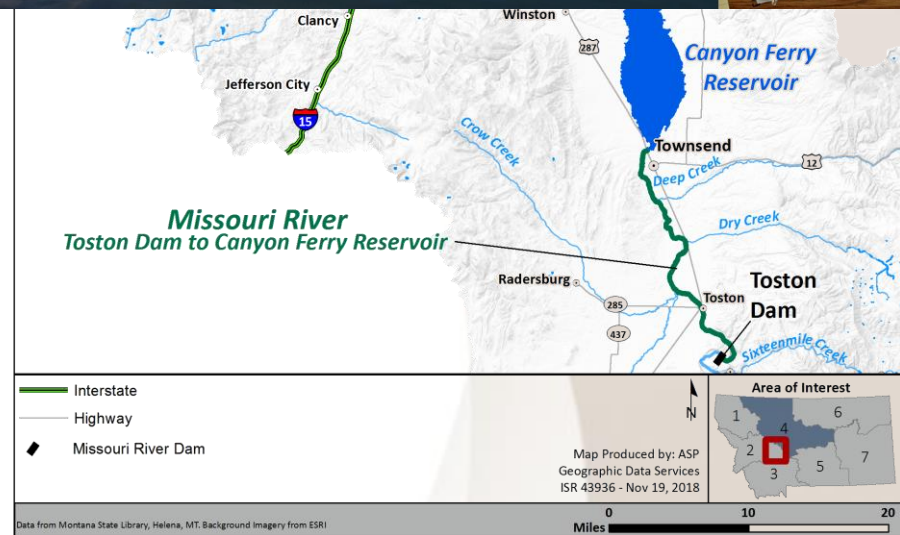 Clancy
Winston
287
Canyon Ferry
Reservoir
Jefferson City
15
Crow Creek
Townsend
12
Deep Creek
Missouri River
Toston Dam to Canyon Ferry Reservoir
Dry Creek
Radersburg
285
Toston
Toston
Dam
437
Sixteenmile Creek
Interstate
Highway
Missouri River Dam
N
Map Produced by: ASP
Geographic Data Services
ISR 43936 - Nov 19, 2018
Area of Interest
1
4
6
2
3
5
7
Data from Montana State Library, Helena, MT. Background Imagery from ESRI
0 10 20
Miles